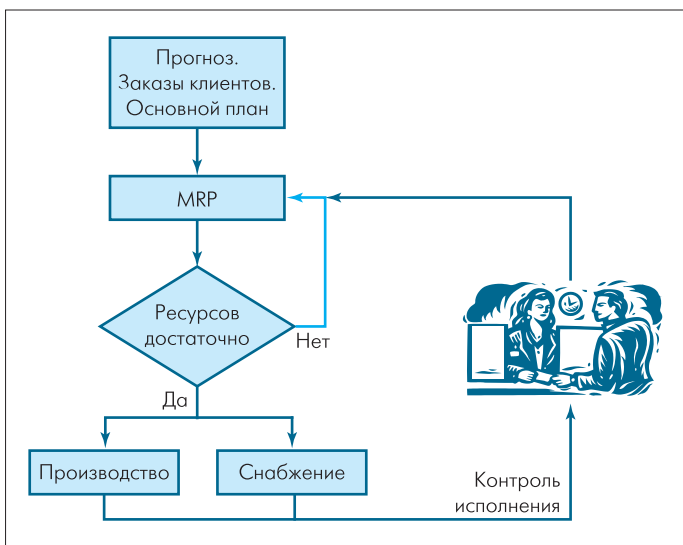 Прогноз.
Заказы клиентов.
Основной план
MRP
Ресурсов
достаточно
Нет
Да
Производство
Снабжение
Контроль
исполнения